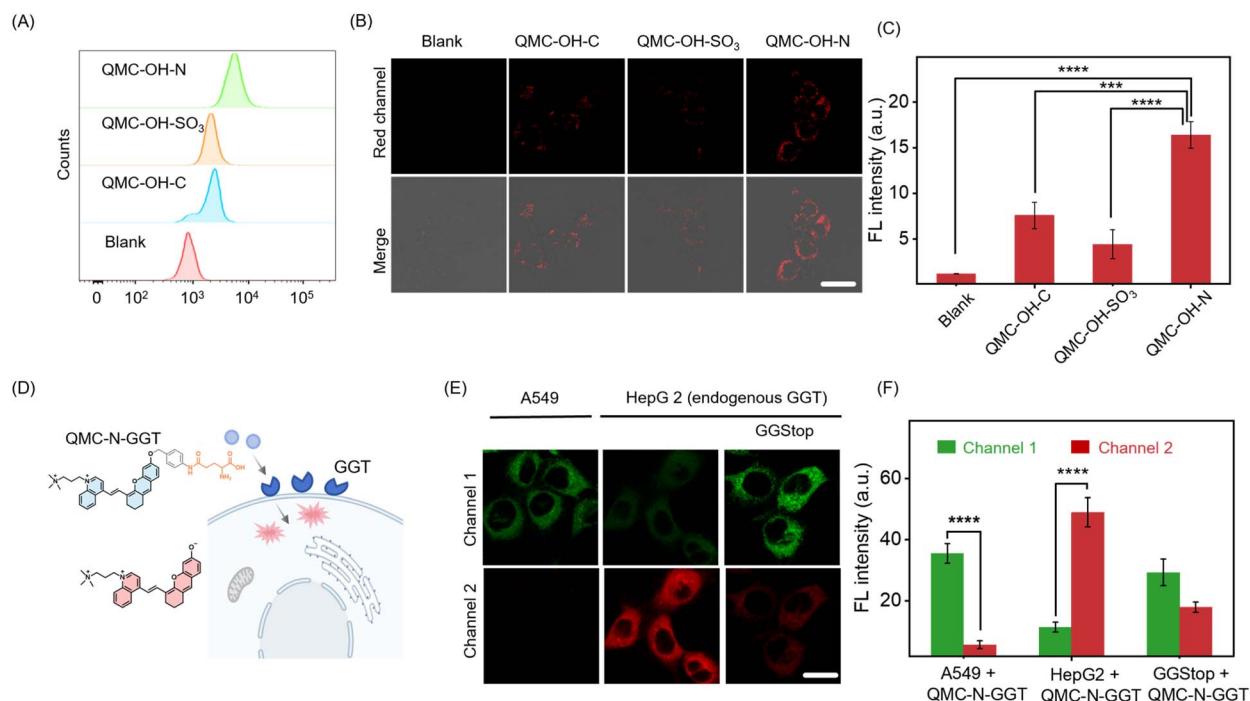 (A)
QMC-OH-N
QMC-OH-SO₃
QMC-OH-C
Blank
Counts
0 10² 10³ 10⁴ 10⁵
(B)
Blank QMC-OH-C QMC-OH-SO₃ QMC-OH-N
Red channel
Merge
(C)
FL intensity (a.u.)
20
15
10
5
****
***
****
Blank
QMC-OH-C
QMC-OH-SO₃
QMC-OH-N
(D)
QMC-N-GGT
GGT
O
O
OH
NH₂
N
H
O
O
N⁺
N⁺
O⁻
O
N⁺
N⁺
(E)
A549 HepG 2 (endogenous GGT)
GGStop
Channel 1
Channel 2
(F)
Channel 1 Channel 2
FL intensity (a.u.)
60
40
20
****
****
A549 + HepG2 + GGStop +
QMC-N-GGT QMC-N-GGT QMC-N-GGT